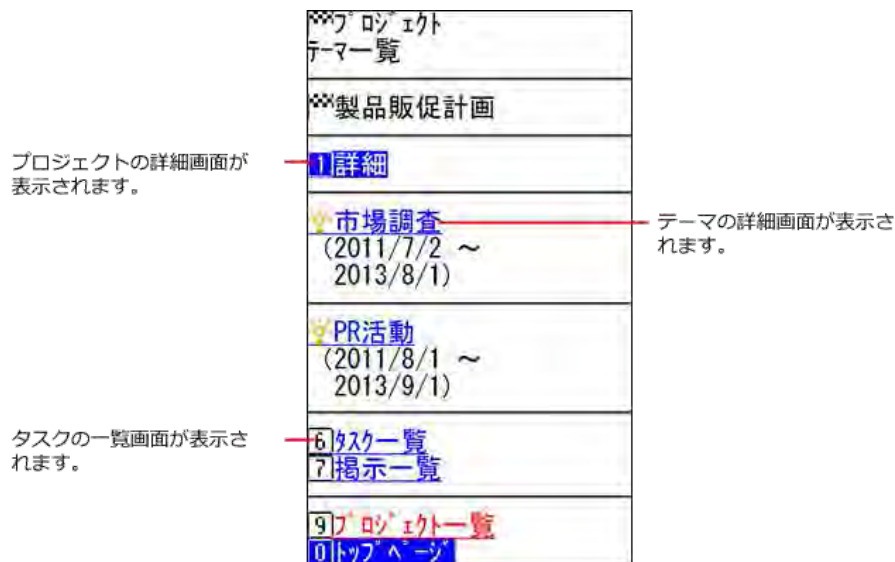 ﾌﾟﾛｼﾞｪｸﾄ
ﾃｰﾏ一覧
製品販促計画
プロジェクトの詳細画面が
表示されます。
1詳細
市場調査
(2011/7/2 ～
2013/8/1)
テーマの詳細画面が表示さ
れます。
PR活動
(2011/8/1 ～
2013/9/1)
タスクの一覧画面が表示さ
れます。
6ﾀｽｸ一覧
7掲示一覧
9ﾌﾟﾛｼﾞｪｸﾄ一覧
0ﾄｯﾌﾟﾍﾟｰｼﾞ